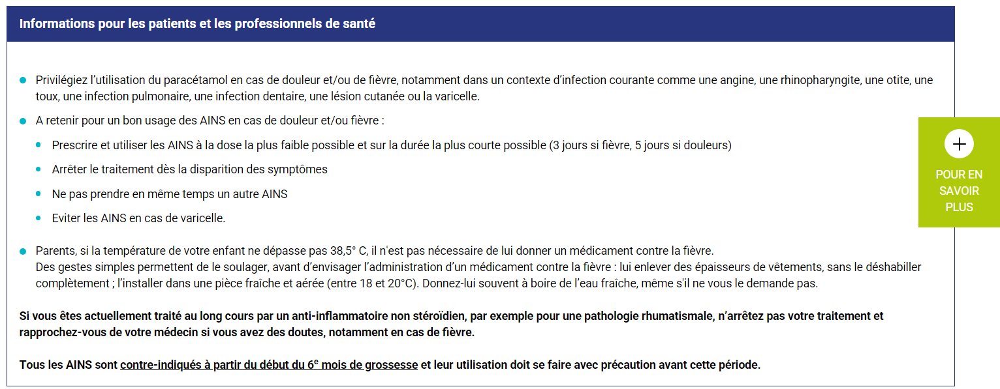 Informations pour les patients et les professionnels de santé
Privilégiez l’utilisation du paracétamol en cas de douleur et/ou de fièvre, notamment dans un contexte d’infection courante comme une angine, une rhinopharyngite, une otite, une
toux, une infection pulmonaire, une infection dentaire, une lésion cutanée ou la varicelle.
A retenir pour un bon usage des AINS en cas de douleur et/ou fièvre :
Prescrire et utiliser les AINS à la dose la plus faible possible et sur la durée la plus courte possible (3 jours si fièvre, 5 jours si douleurs)
Arrêter le traitement dès la disparition des symptômes
Ne pas prendre en même temps un autre AINS
Eviter les AINS en cas de varicelle.
Parents, si la température de votre enfant ne dépasse pas 38,5° C, il n'est pas nécessaire de lui donner un médicament contre la fièvre.
Des gestes simples permettent de le soulager, avant d’envisager l’administration d’un médicament contre la fièvre : lui enlever des épaisseurs de vêtements, sans le déshabiller
complètement ; l’installer dans une pièce fraîche et aérée (entre 18 et 20°C). Donnez-lui souvent à boire de l’eau fraîche, même s'il ne vous le demande pas.
Si vous êtes actuellement traité au long cours par un anti-inflammatoire non stéroïdien, par exemple pour une pathologie rhumatismale, n’arrêtez pas votre traitement et
rapprochez-vous de votre médecin si vous avez des doutes, notamment en cas de fièvre.
Tous les AINS sont contre-indiqués à partir du début du 6e mois de grossesse et leur utilisation doit se faire avec précaution avant cette période.
POUR EN
SAVOIR
PLUS